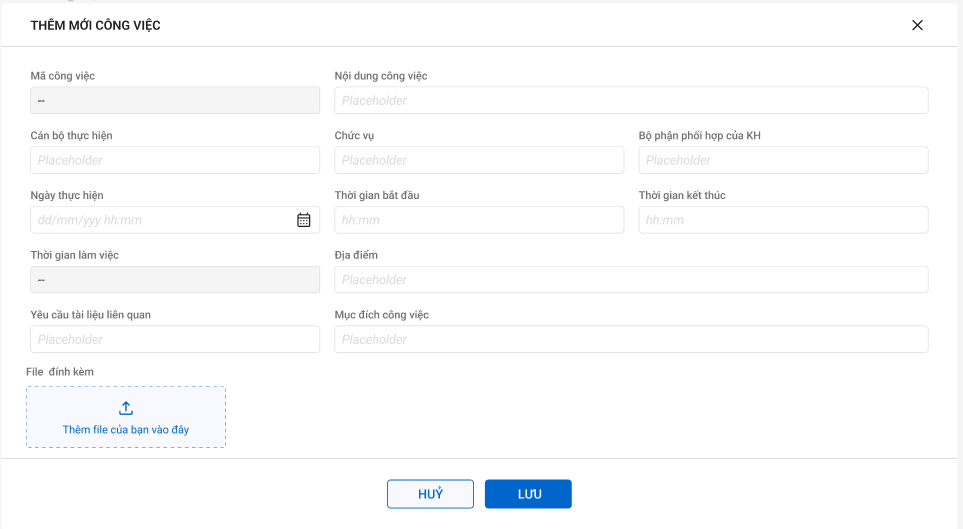 THÊM MỚI CÔNG VIỆC
Mã công việc
Nội dung công việc
--
Placeholder
Cán bộ thực hiện
Chức vụ
Bộ phận phối hợp của KH
Placeholder
Placeholder
Placeholder
Ngày thực hiện
Thời gian bắt đầu
Thời gian kết thúc
dd/mm/yyy hh:mm
hh:mm
hh:mm
Thời gian làm việc
Địa điểm
--
Placeholder
Yêu cầu tài liệu liên quan
Mục đích công việc
Placeholder
Placeholder
File đính kèm
Thêm file của bạn vào đây
HUỶ
LƯU